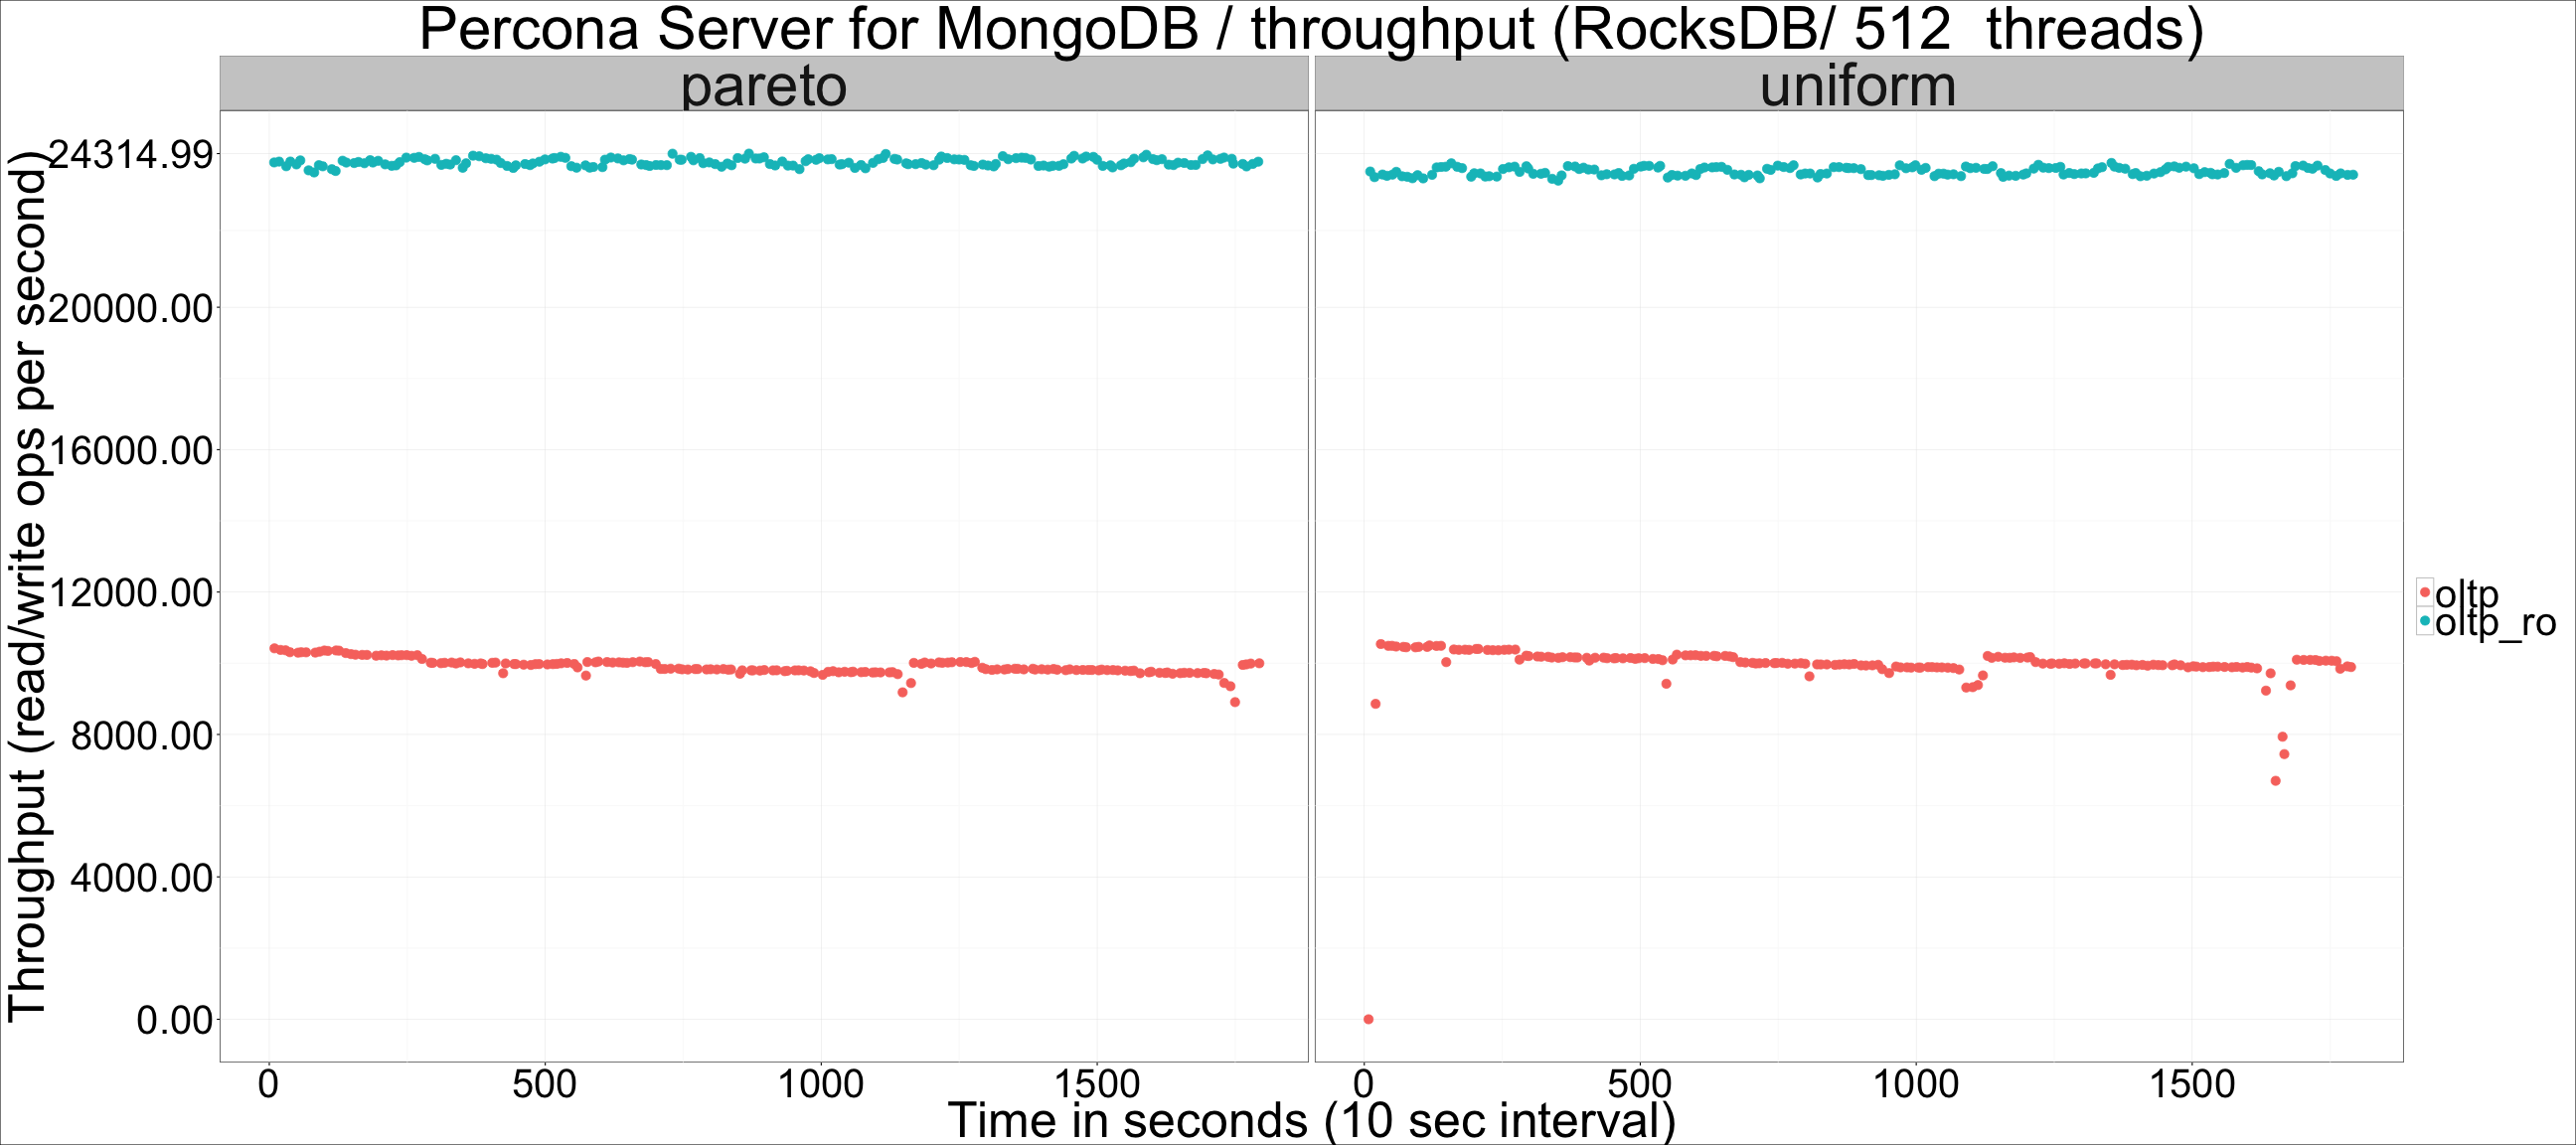 Percona Server for MongoDB / throughput (RocksDB/ 512  threads)
pareto
uniform
Throughput (read/write ops per second)
24314.99
20000.00
16000.00
12000.00
8000.00
4000.00
0.00
0 500 1000 1500
0 500 1000 1500
Time in seconds (10 sec interval)
oltp
oltp_ro